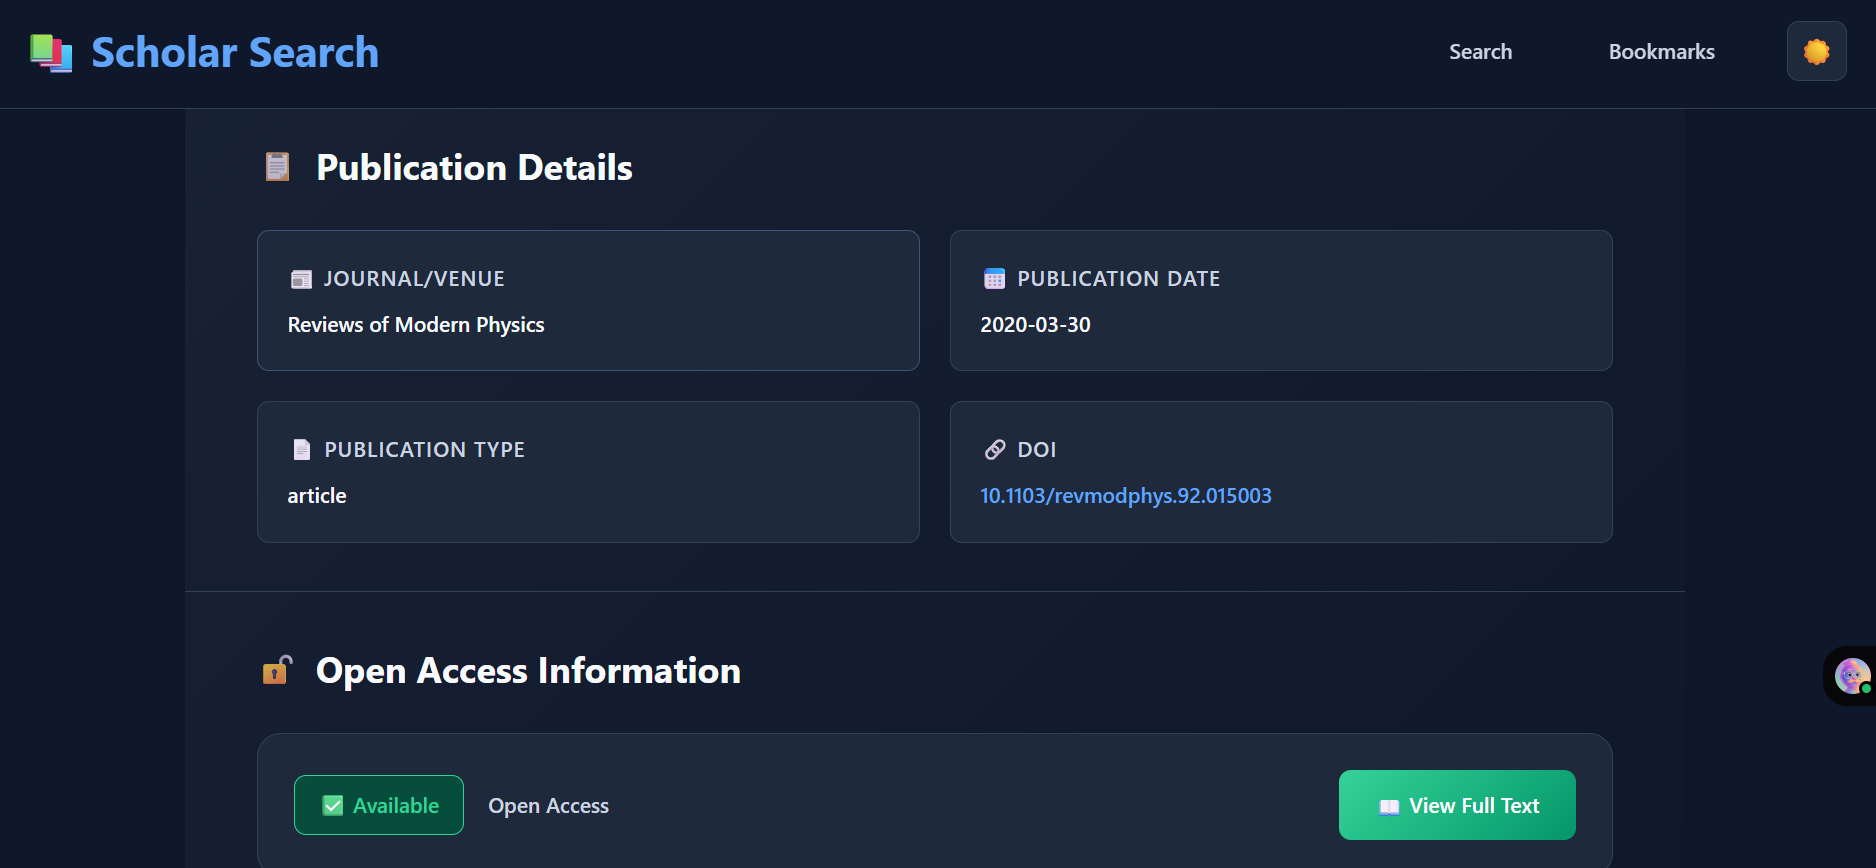 Scholar Search
Search
Bookmarks
Publication Details
JOURNAL/VENUE
Reviews of Modern Physics
PUBLICATION DATE
2020-03-30
PUBLICATION TYPE
article
DOI
10.1103/revmodphys.92.015003
Open Access Information
Available
Open Access
View Full Text